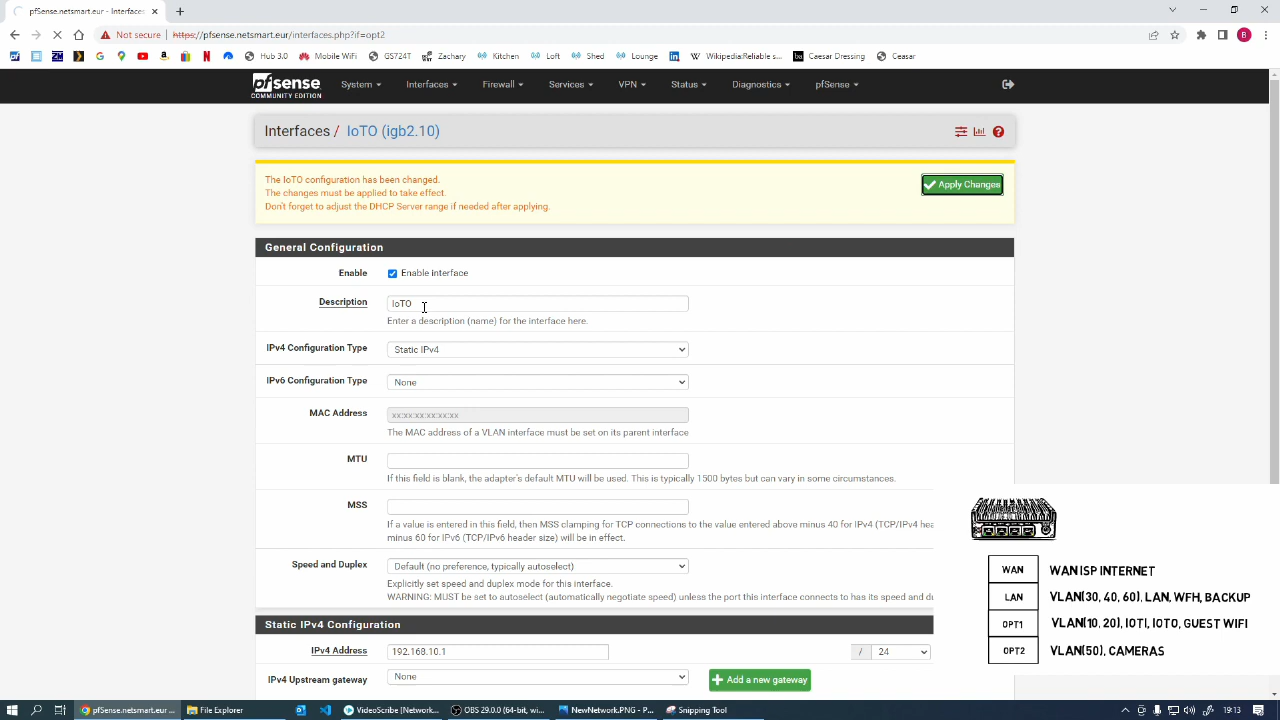 pfSense.netsmart.eur - Interfaces
Not secure https://pfsense.netsmart.eur/interfaces.php?if=opt2
Hub 3.0 Mobile WiFi GS724T Zachary Kitchen Loft Shed Lounge Wikipedia:Reliable s... Caesar Dressing Ceasar
pfsense
COMMUNITY EDITION
System Interfaces Firewall Services VPN Status Diagnostics pfSense
Interfaces / IoTO (igb2.10)
The IoTO configuration has been changed.
The changes must be applied to take effect.
Don't forget to adjust the DHCP Server range if needed after applying.
Apply Changes
General Configuration
Enable Enable interface
Description IoTO
Enter a description (name) for the interface here.
IPv4 Configuration Type Static IPv4
IPv6 Configuration Type None
MAC Address xx:xx:xx:xx:xx:xx
The MAC address of a VLAN interface must be set on its parent interface
MTU
If this field is blank, the adapter's default MTU will be used. This is typically 1500 bytes but can vary in some circumstances.
MSS
If a value is entered in this field, then MSS clamping for TCP connections to the value entered above minus 40 for IPv4 (TCP/IPv4 hea
minus 60 for IPv6 (TCP/IPv6 header size) will be in effect.
Speed and Duplex Default (no preference, typically autoselect)
Explicitly set speed and duplex mode for this interface.
WARNING: MUST be set to autoselect (automatically negotiate speed) unless the port this interface connects to has its speed and du
Static IPv4 Configuration
IPv4 Address 192.168.10.1 / 24
IPv4 Upstream gateway None Add a new gateway
WAN WAN ISP INTERNET
LAN VLAN(30, 40, 60), LAN, WFH, BACKUP
OPT1 VLAN(10, 20), IOTI, IOTO, GUEST WIFI
OPT2 VLAN(50), CAMERAS
pfSense.netsmart.eur ... File Explorer VideoScribe [Network... OBS 29.0.0 (64-bit, wi... NewNetwork.PNG - P... Snipping Tool 19:13